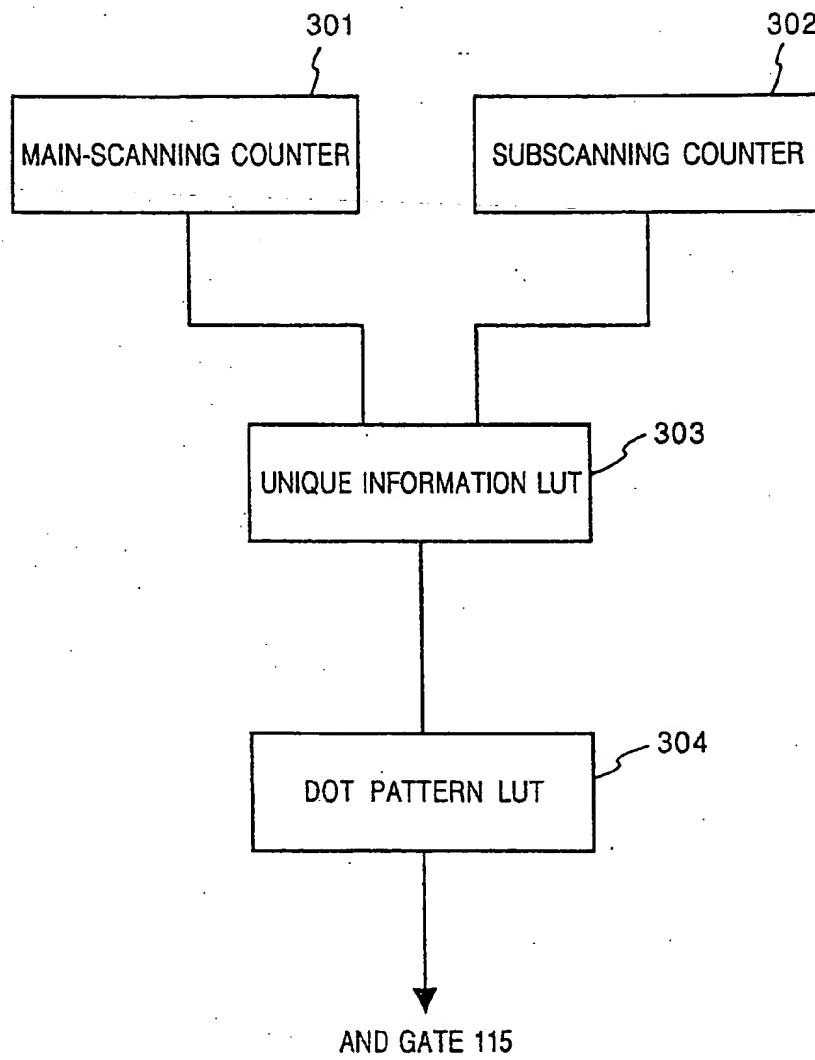 301
302
MAIN-SCANNING COUNTER
SUBSCANNING COUNTER
303
UNIQUE INFORMATION LUT
304
DOT PATTERN LUT
AND GATE 115